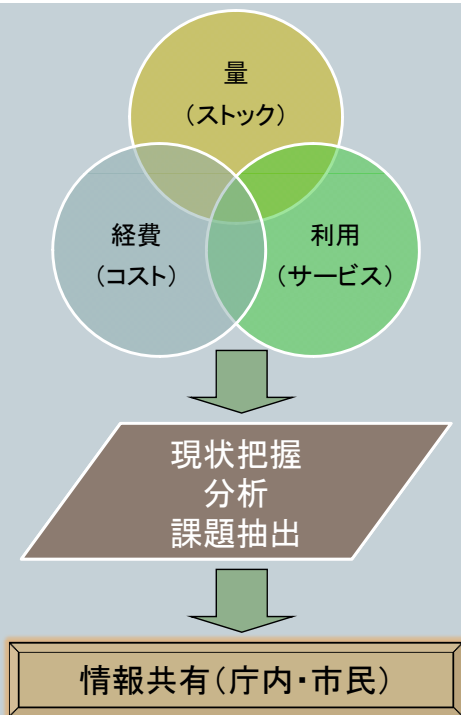 量
（ストック）
経費
（コスト）
利用
（サービス）
現状把握
分析
課題抽出
情報共有（庁内・市民）